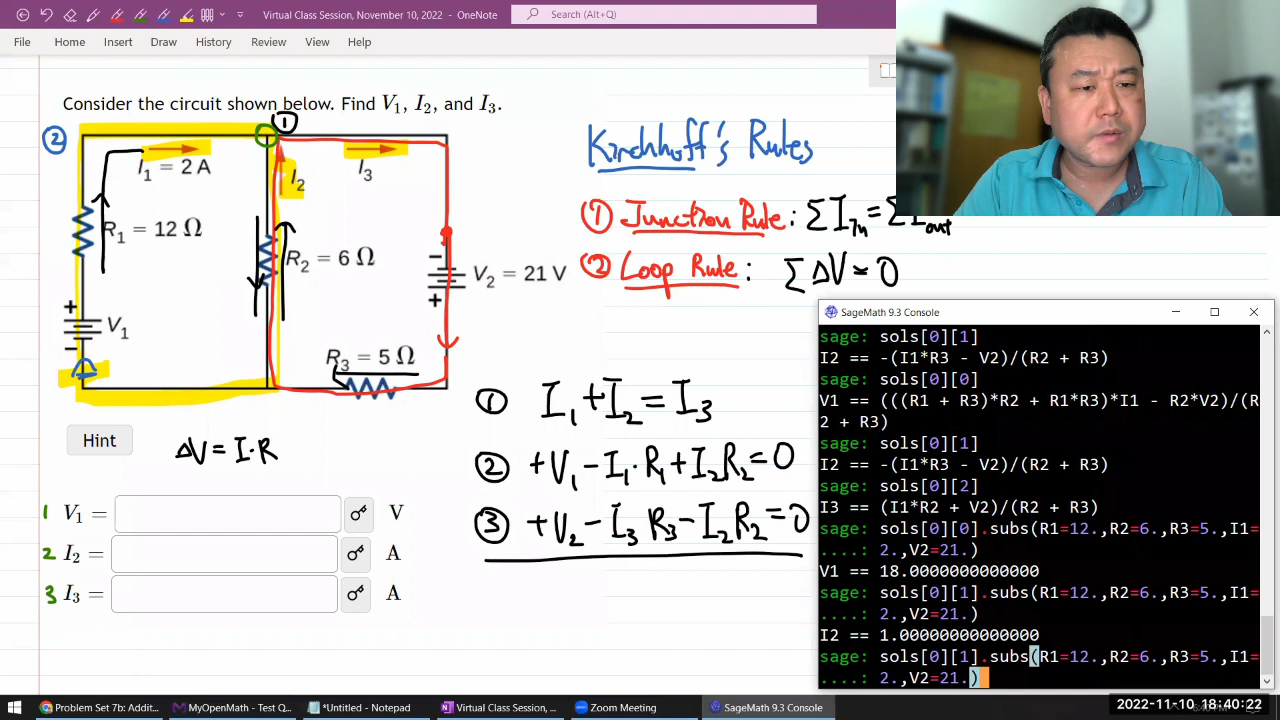 Virtual Class Session, November 10, 2022 - OneNote
Search (Alt+Q)
File Home Insert Draw History Review View Help
Consider the circuit shown below. Find V₁, I₂, and I₃.
②
①
I₁ = 2 A
I₂
I₃
R₁ = 12 Ω
R₂ = 6 Ω
V₂ = 21 V
V₁
R₃ = 5 Ω
+
-
-
+
Hint
ΔV = I·R
1 V₁ = V
2 I₂ = A
3 I₃ = A
Kirchhoff's Rules
① Junction Rule: ΣI_In = ΣI_out
② Loop Rule: ΣΔV = 0
① I₁ + I₂ = I₃
② +V₁ - I₁·R₁ + I₂R₂ = 0
③ +V₂ - I₃R₃ - I₂R₂ = 0
SageMath 9.3 Console
sage: sols[0][1]
I2 == -(I1*R3 - V2)/(R2 + R3)
sage: sols[0][0]
V1 == (((R1 + R3)*R2 + R1*R3)*I1 - R2*V2)/(R
2 + R3)
sage: sols[0][1]
I2 == -(I1*R3 - V2)/(R2 + R3)
sage: sols[0][2]
I3 == (I1*R2 + V2)/(R2 + R3)
sage: sols[0][0].subs(R1=12.,R2=6.,R3=5.,I1=
....: 2.,V2=21.)
V1 == 18.0000000000000
sage: sols[0][1].subs(R1=12.,R2=6.,R3=5.,I1=
....: 2.,V2=21.)
I2 == 1.00000000000000
sage: sols[0][1].subs(R1=12.,R2=6.,R3=5.,I1=
....: 2.,V2=21.)
Problem Set 7: Addit...
MyOpenMath - Test Q...
*Untitled - Notepad
Virtual Class Session,...
Zoom Meeting
SageMath 9.3 Console
2022-11-10 18:40:22